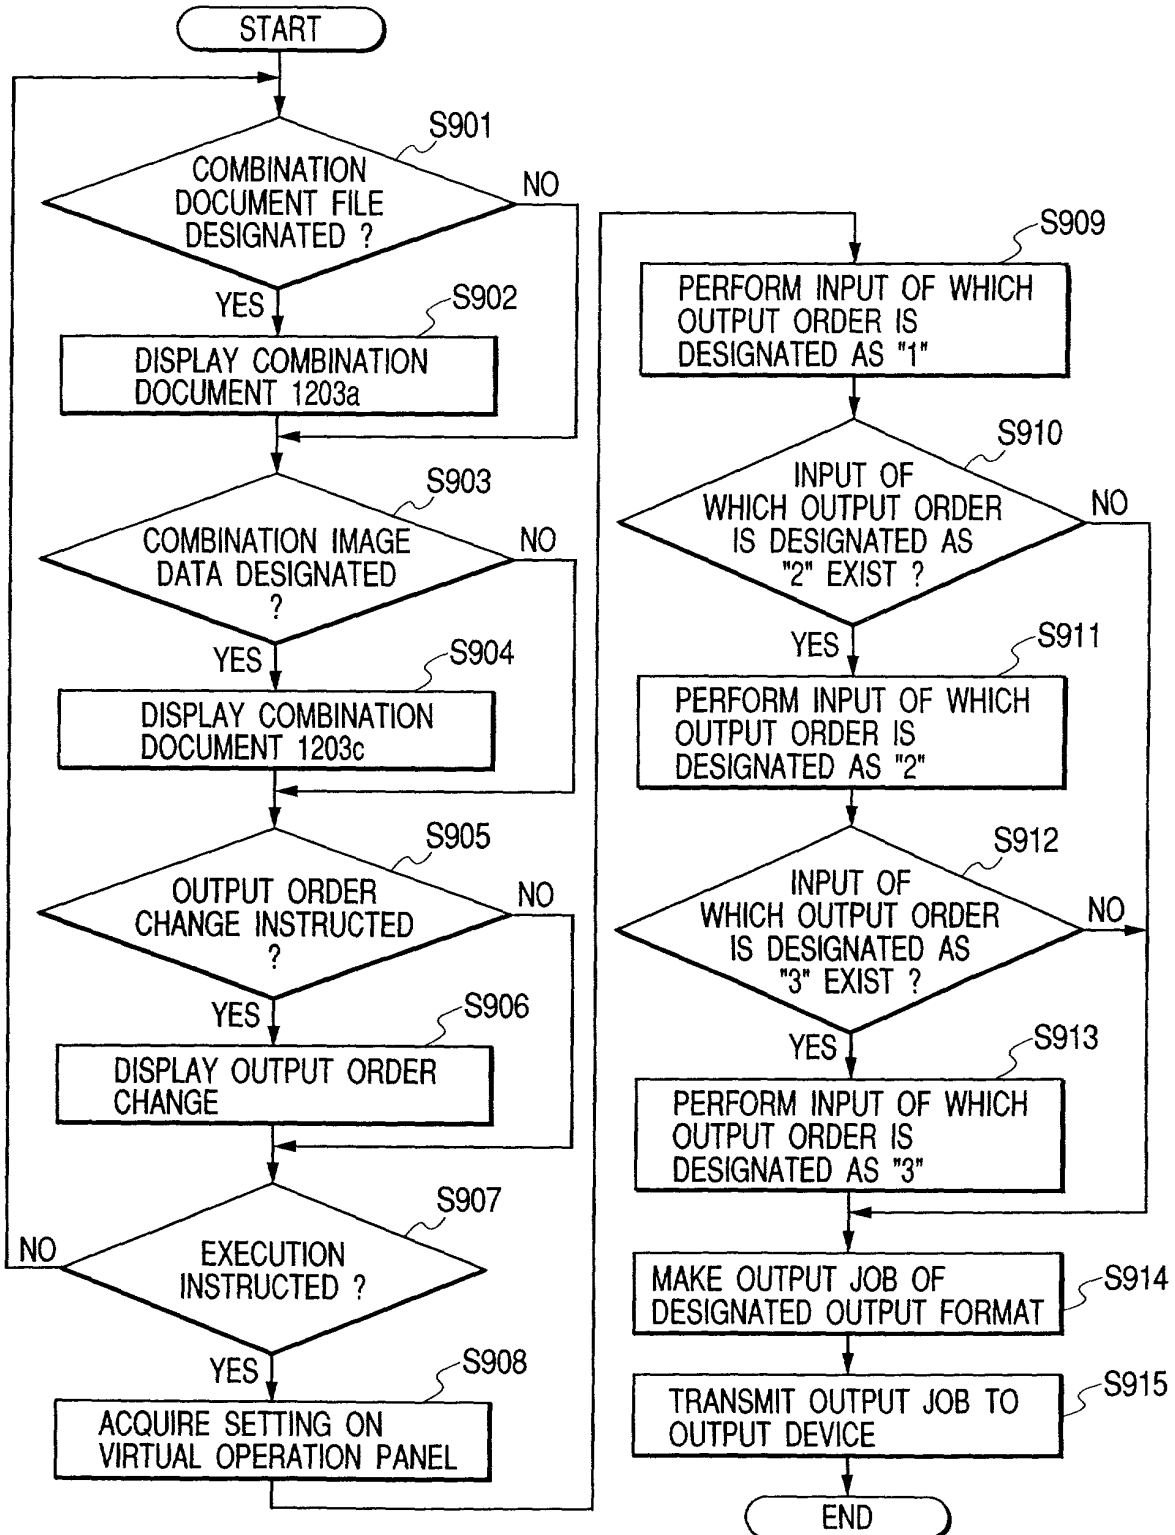 START
S901
COMBINATION
DOCUMENT FILE
DESIGNATED ?
NO
YES
S902
DISPLAY COMBINATION
DOCUMENT 1203a
S903
COMBINATION IMAGE
DATA DESIGNATED
?
NO
YES
S904
DISPLAY COMBINATION
DOCUMENT 1203c
S905
OUTPUT ORDER
CHANGE INSTRUCTED
?
NO
YES
S906
DISPLAY OUTPUT ORDER
CHANGE
S907
EXECUTION
INSTRUCTED ?
NO
YES
S908
ACQUIRE SETTING ON
VIRTUAL OPERATION PANEL
S909
PERFORM INPUT OF WHICH
OUTPUT ORDER IS
DESIGNATED AS "1"
S910
INPUT OF
WHICH OUTPUT ORDER
IS DESIGNATED AS
"2" EXIST ?
NO
YES
S911
PERFORM INPUT OF WHICH
OUTPUT ORDER IS
DESIGNATED AS "2"
S912
INPUT OF
WHICH OUTPUT ORDER
IS DESIGNATED AS
"3" EXIST ?
NO
YES
S913
PERFORM INPUT OF WHICH
OUTPUT ORDER IS
DESIGNATED AS "3"
S914
MAKE OUTPUT JOB OF
DESIGNATED OUTPUT FORMAT
S915
TRANSMIT OUTPUT JOB TO
OUTPUT DEVICE
END